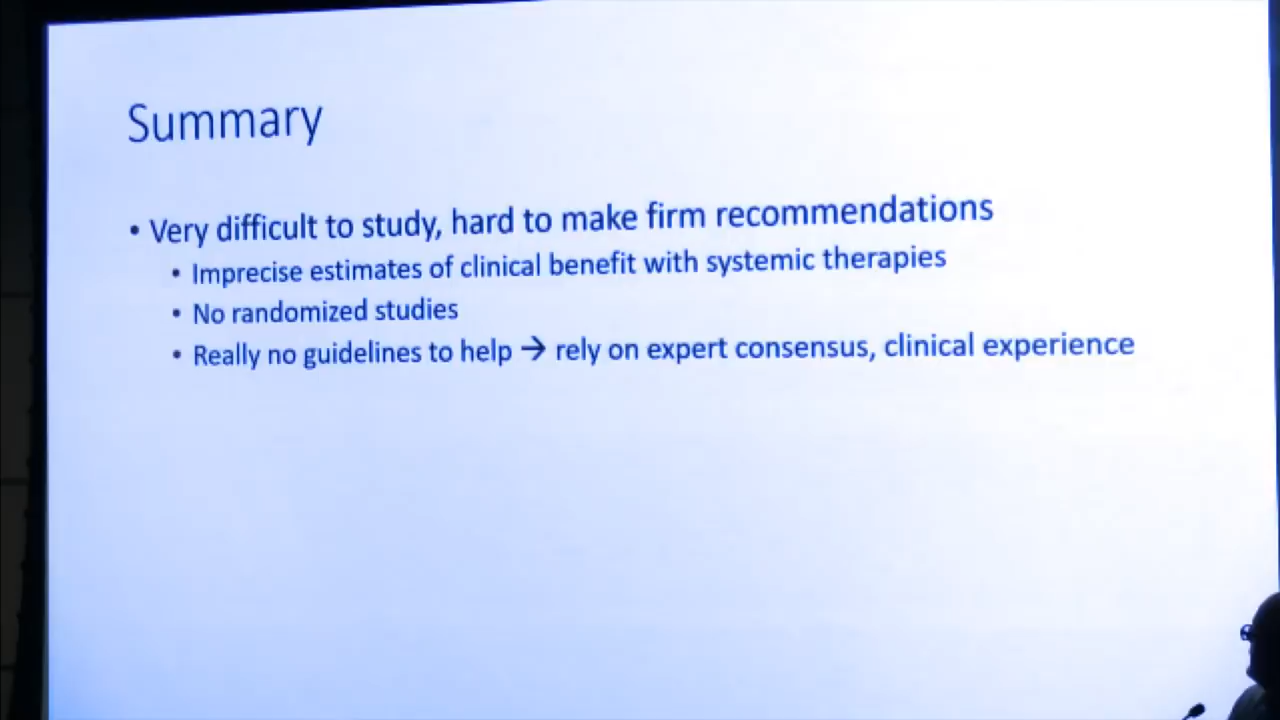 Summary
• Very difficult to study, hard to make firm recommendations
• Imprecise estimates of clinical benefit with systemic therapies
• No randomized studies
• Really no guidelines to help → rely on expert consensus, clinical experience